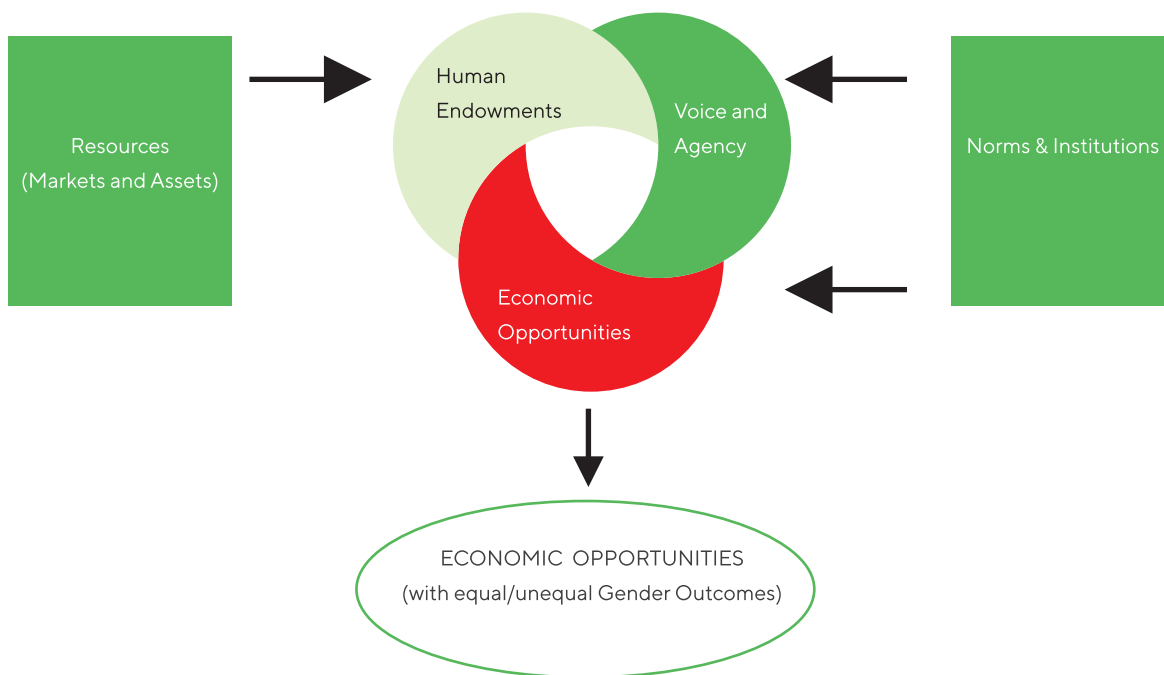 Human
Endowments
Voice and
Agency
Resources
(Markets and Assets)
Norms & Institutions
Economic
Opportunities
ECONOMIC OPPORTUNITIES
(with equal/unequal Gender Outcomes)